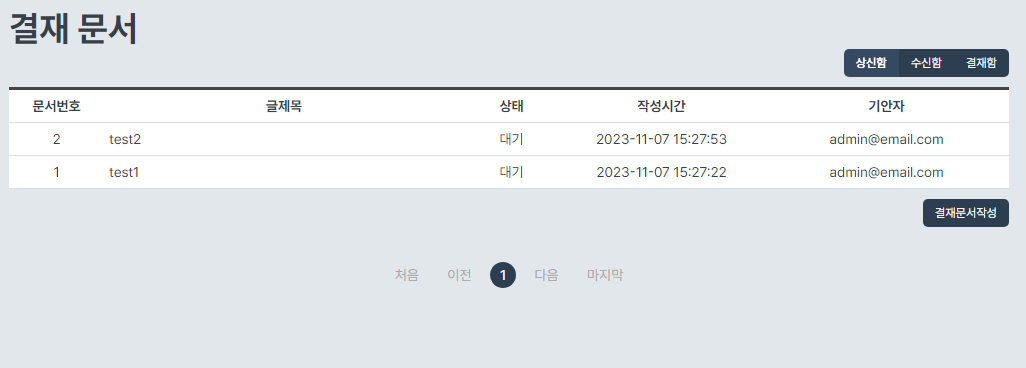 결재 문서
상신함 수신함 결재함
문서번호 글제목 상태 작성시간 기안자
2 test2 대기 2023-11-07 15:27:53 admin@email.com
1 test1 대기 2023-11-07 15:27:22 admin@email.com
결재문서작성
처음 이전 1 다음 마지막